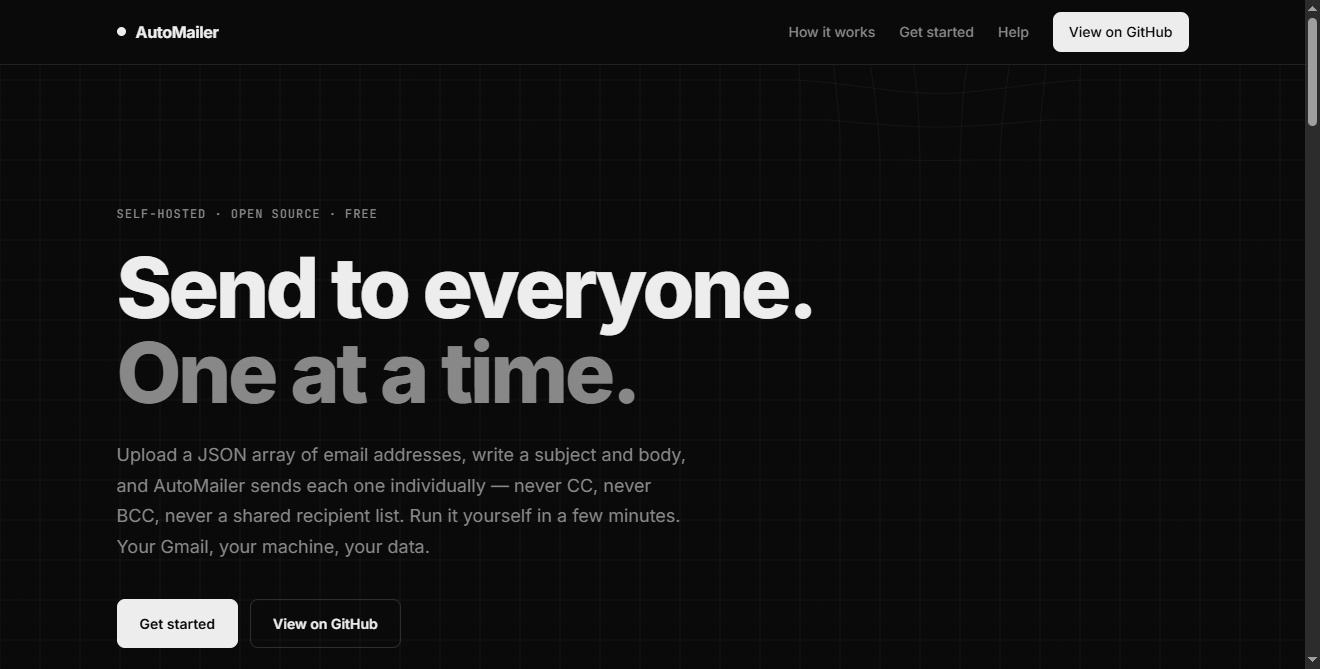 AutoMailer
How it works
Get started
Help
View on GitHub
SELF-HOSTED · OPEN SOURCE · FREE
Send to everyone.
One at a time.
Upload a JSON array of email addresses, write a subject and body,
and AutoMailer sends each one individually — never CC, never
BCC, never a shared recipient list. Run it yourself in a few minutes.
Your Gmail, your machine, your data.
Get started
View on GitHub